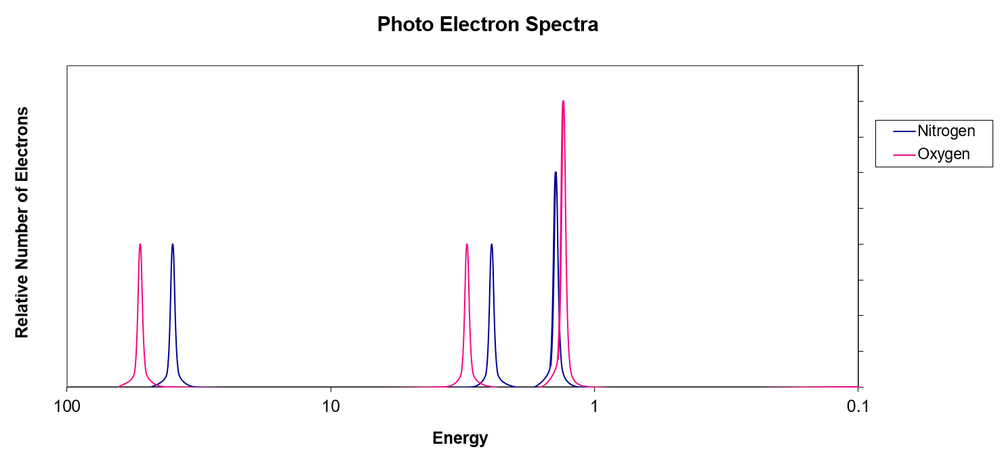 Photo Electron Spectra
Relative Number of Electrons
Nitrogen
Oxygen
100
10
1
0.1
Energy